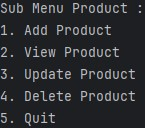 Sub Menu Product :
1. Add Product
2. View Product
3. Update Product
4. Delete Product
5. Quit